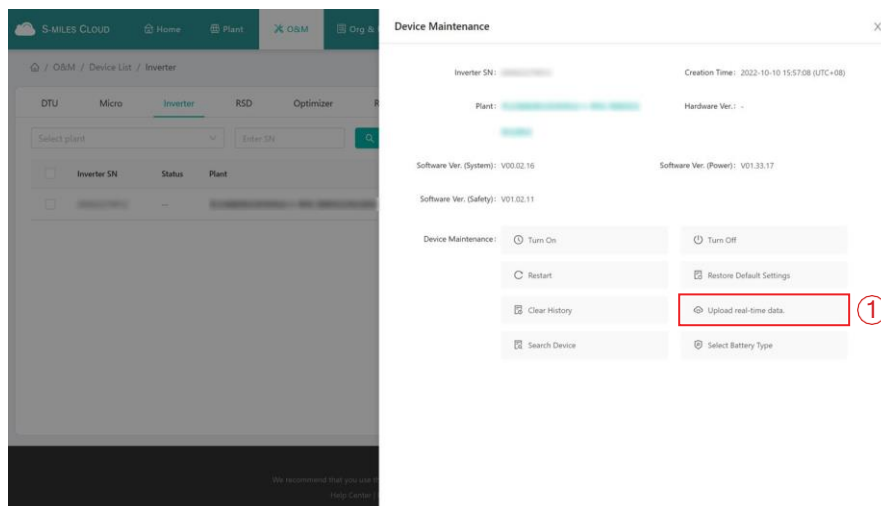 S-MILES CLOUD
Home
Plant
O&M
Org &
/ O&M / Device List / Inverter
DTU
Micro
Inverter
RSD
Optimizer
R
Select plant
Enter SN
Inverter SN
Status
Plant
--
We recommend that you use th
Help Center |
Device Maintenance
Inverter SN:
Creation Time: 2022-10-10 15:57:08 (UTC+08)
Plant:
Hardware Ver.: -
Software Ver. (System): V00.02.16
Software Ver. (Power): V01.33.17
Software Ver. (Safety): V01.02.11
Device Maintenance:
Turn On
Turn Off
Restart
Restore Default Settings
Clear History
Upload real-time data.
1
Search Device
Select Battery Type